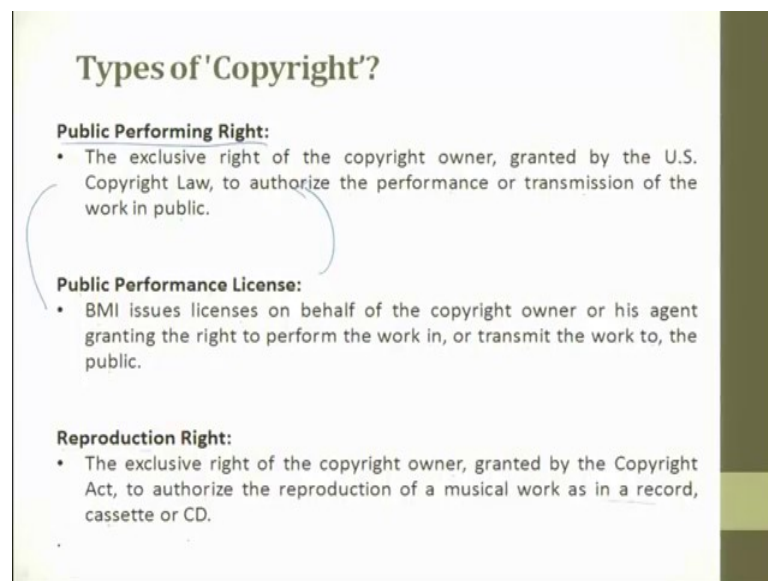 Types of 'Copyright'?
Public Performing Right:
• The exclusive right of the copyright owner, granted by the U.S.
Copyright Law, to authorize the performance or transmission of the
work in public.
Public Performance License:
• BMI issues licenses on behalf of the copyright owner or his agent
granting the right to perform the work in, or transmit the work to, the
public.
Reproduction Right:
• The exclusive right of the copyright owner, granted by the Copyright
Act, to authorize the reproduction of a musical work as in a record,
cassette or CD.